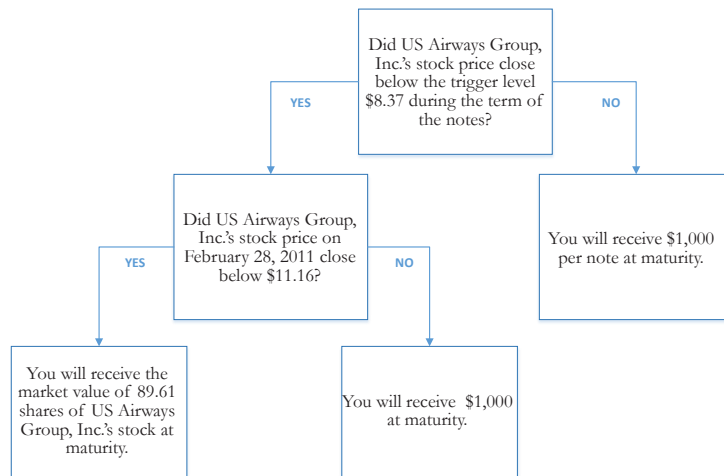 Did US Airways Group,
Inc.'s stock price close
below the trigger level
$8.37 during the term of
the notes?
YES
NO
Did US Airways Group,
Inc.'s stock price on
February 28, 2011 close
below $11.16?
You will receive $1,000
per note at maturity.
YES
NO
You will receive the
market value of 89.61
shares of US Airways
Group, Inc.'s stock at
maturity.
You will receive  $1,000
at maturity.